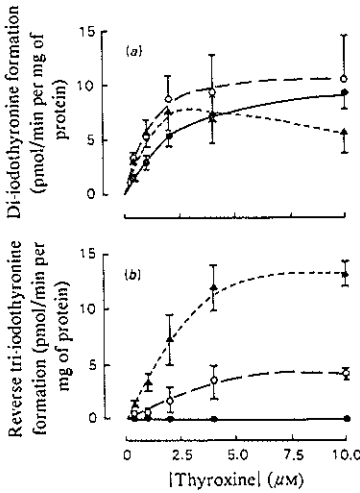 Di-iodothyronine formation
(pmol/min per mg of
protein)
15
10
5
0
(a)
Reverse tri-iodothyronine
formation (pmol/min per
mg of protein)
15
10
5
0
(b)
0
2.5
5.0
7.5
10.0
[Thyroxine] (μM)